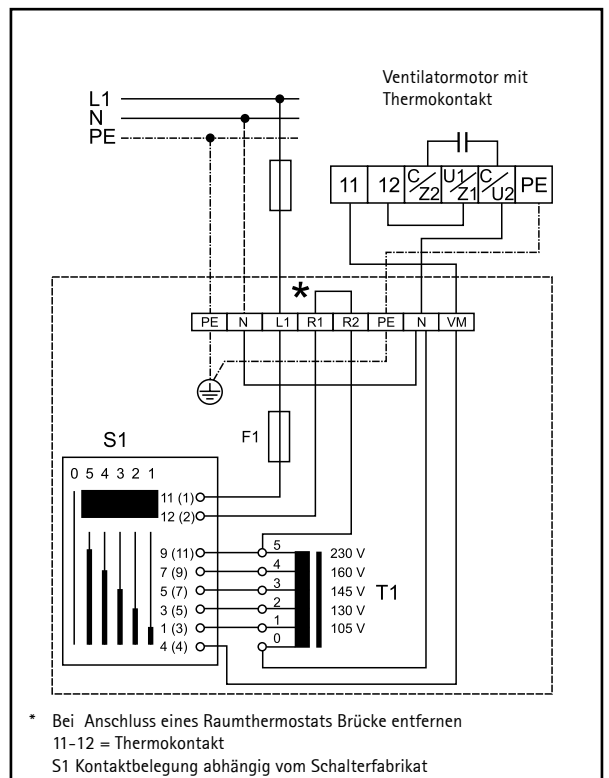 Ventilatormotor mit
Thermokontakt
L1
N
PE
11 12 C/Z2 U1/Z1 C/U2 PE
*
PE N L1 R1 R2 PE N VM
F1
S1
0 5 4 3 2 1
11 (1)
12 (2)
9 (11)
7 (9)
5 (7)
3 (5)
1 (3)
4 (4)
5 230 V
4 160 V
3 145 V
2 130 V
1 105 V
0
T1
* Bei Anschluss eines Raumthermostats Brücke entfernen
11-12 = Thermokontakt
S1 Kontaktbelegung abhängig vom Schalterfabrikat